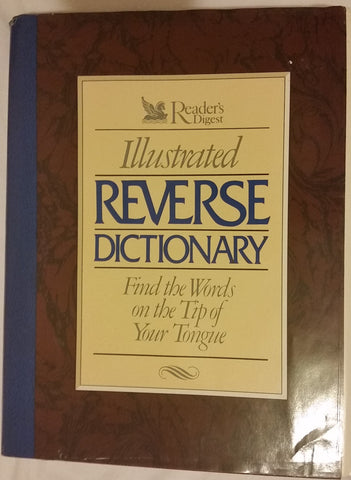 Reader's
Digest
Illustrated
REVERSE
DICTIONARY
Find the Words
on the Tip of
Your Tongue